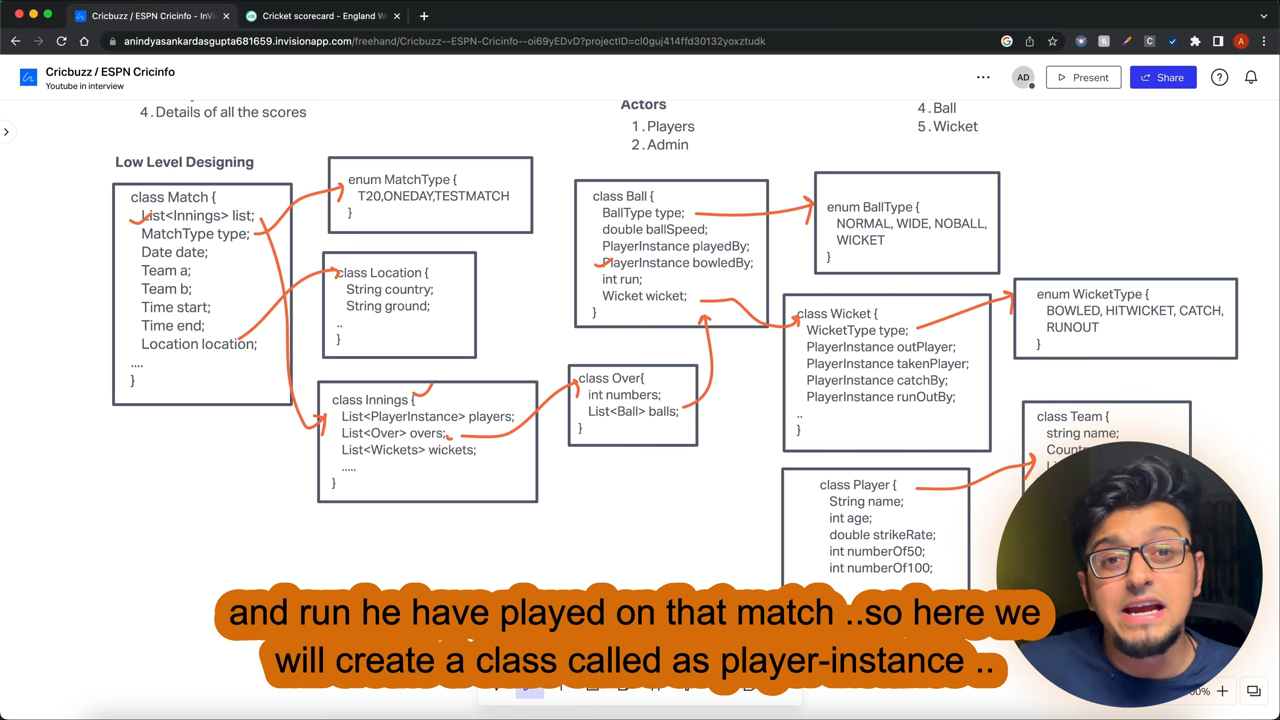 Cricbuzz / ESPN Cricinfo - InVi
Cricket scorecard - England W
anindyasankardasgupta681659.invisionapp.com/freehand/Cricbuzz--ESPN-Cricinfo--oi69yEDvD?projectID=cl0guj414ffd30132yoxztudk
Cricbuzz / ESPN Cricinfo
Youtube in interview
AD
Present
Share
4. Details of all the scores
Actors
1. Players
2. Admin
4. Ball
5. Wicket
Low Level Designing
class Match {
List<Innings> list;
MatchType type;
Date date;
Team a;
Team b;
Time start;
Time end;
Location location;
....
}
enum MatchType {
T20,ONEDAY,TESTMATCH
}
class Location {
String country;
String ground;
..
}
class Innings {
List<PlayerInstance> players;
List<Over> overs;
List<Wickets> wickets;
.....
}
class Ball {
BallType type;
double ballSpeed;
PlayerInstance playedBy;
PlayerInstance bowledBy;
int run;
Wicket wicket;
}
class Over{
int numbers;
List<Ball> balls;
}
enum BallType {
NORMAL, WIDE, NOBALL,
WICKET
}
class Wicket {
WicketType type;
PlayerInstance outPlayer;
PlayerInstance takenPlayer;
PlayerInstance catchBy;
PlayerInstance runOutBy;
..
}
enum WicketType {
BOWLED, HITWICKET, CATCH,
RUNOUT
}
class Team {
string name;
class Player {
String name;
int age;
double strikeRate;
int numberOf50;
int numberOf100;
and run he have played on that match ..so here we
will create a class called as player-instance ..